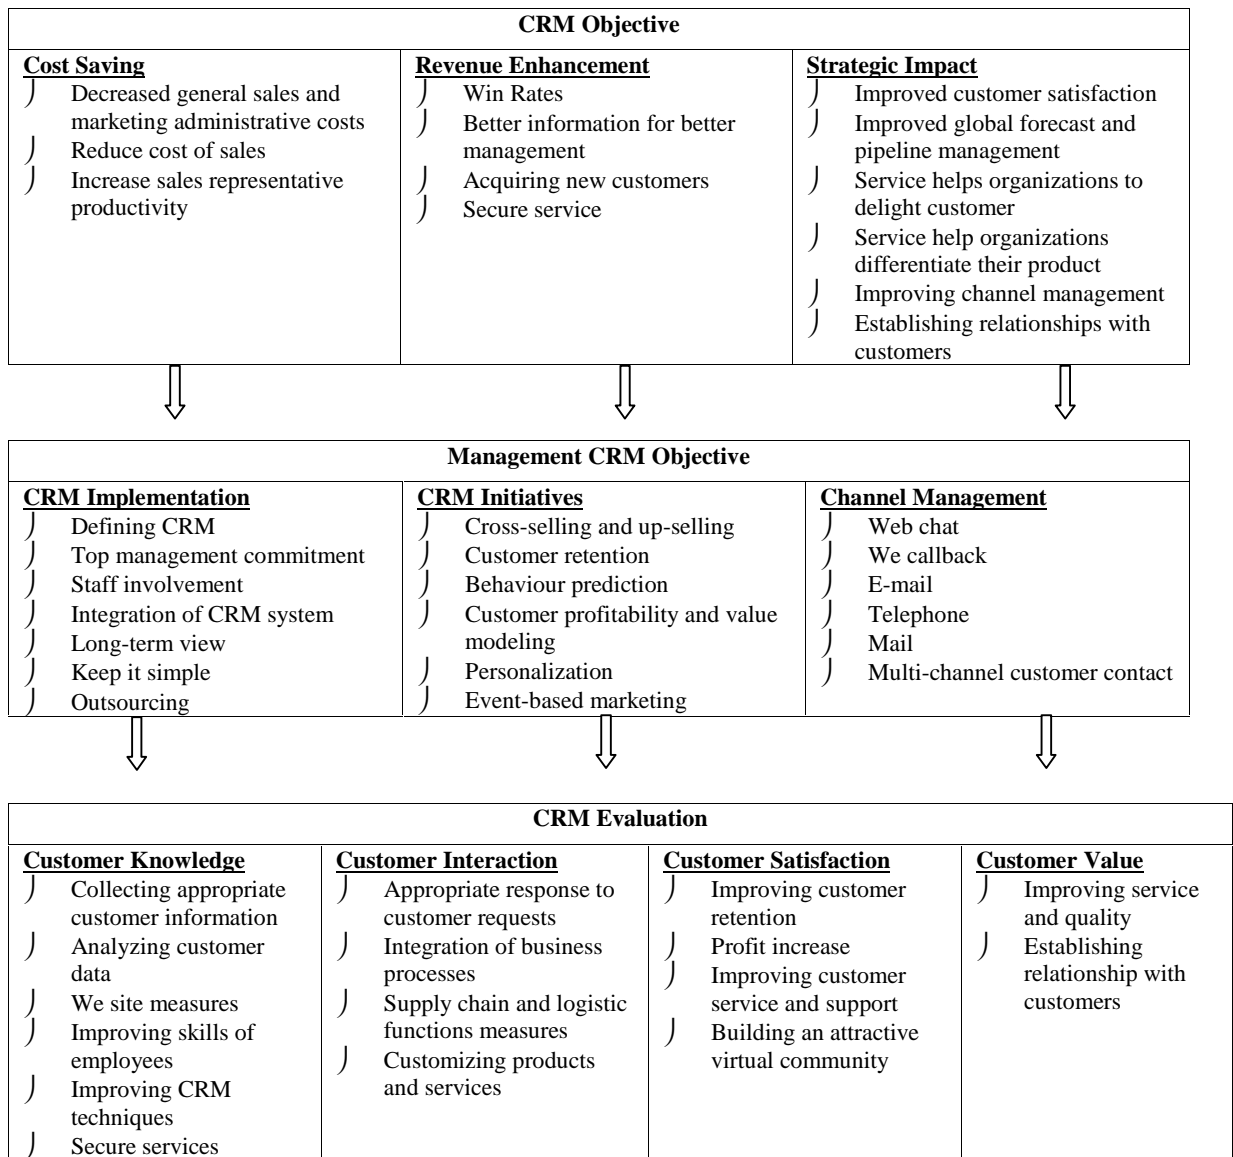 CRM Objective
Cost Saving
⌡ Decreased general sales and
marketing administrative costs
⌡ Reduce cost of sales
⌡ Increase sales representative
productivity
Revenue Enhancement
⌡ Win Rates
⌡ Better information for better
management
⌡ Acquiring new customers
⌡ Secure service
Strategic Impact
⌡ Improved customer satisfaction
⌡ Improved global forecast and
pipeline management
⌡ Service helps organizations to
delight customer
⌡ Service help organizations
differentiate their product
⌡ Improving channel management
⌡ Establishing relationships with
customers
Management CRM Objective
CRM Implementation
⌡ Defining CRM
⌡ Top management commitment
⌡ Staff involvement
⌡ Integration of CRM system
⌡ Long-term view
⌡ Keep it simple
⌡ Outsourcing
CRM Initiatives
⌡ Cross-selling and up-selling
⌡ Customer retention
⌡ Behaviour prediction
⌡ Customer profitability and value
modeling
⌡ Personalization
⌡ Event-based marketing
Channel Management
⌡ Web chat
⌡ We callback
⌡ E-mail
⌡ Telephone
⌡ Mail
⌡ Multi-channel customer contact
CRM Evaluation
Customer Knowledge
⌡ Collecting appropriate
customer information
⌡ Analyzing customer
data
⌡ We site measures
⌡ Improving skills of
employees
⌡ Improving CRM
techniques
⌡ Secure services
Customer Interaction
⌡ Appropriate response to
customer requests
⌡ Integration of business
processes
⌡ Supply chain and logistic
functions measures
⌡ Customizing products
and services
Customer Satisfaction
⌡ Improving customer
retention
⌡ Profit increase
⌡ Improving customer
service and support
⌡ Building an attractive
virtual community
Customer Value
⌡ Improving service
and quality
⌡ Establishing
relationship with
customers